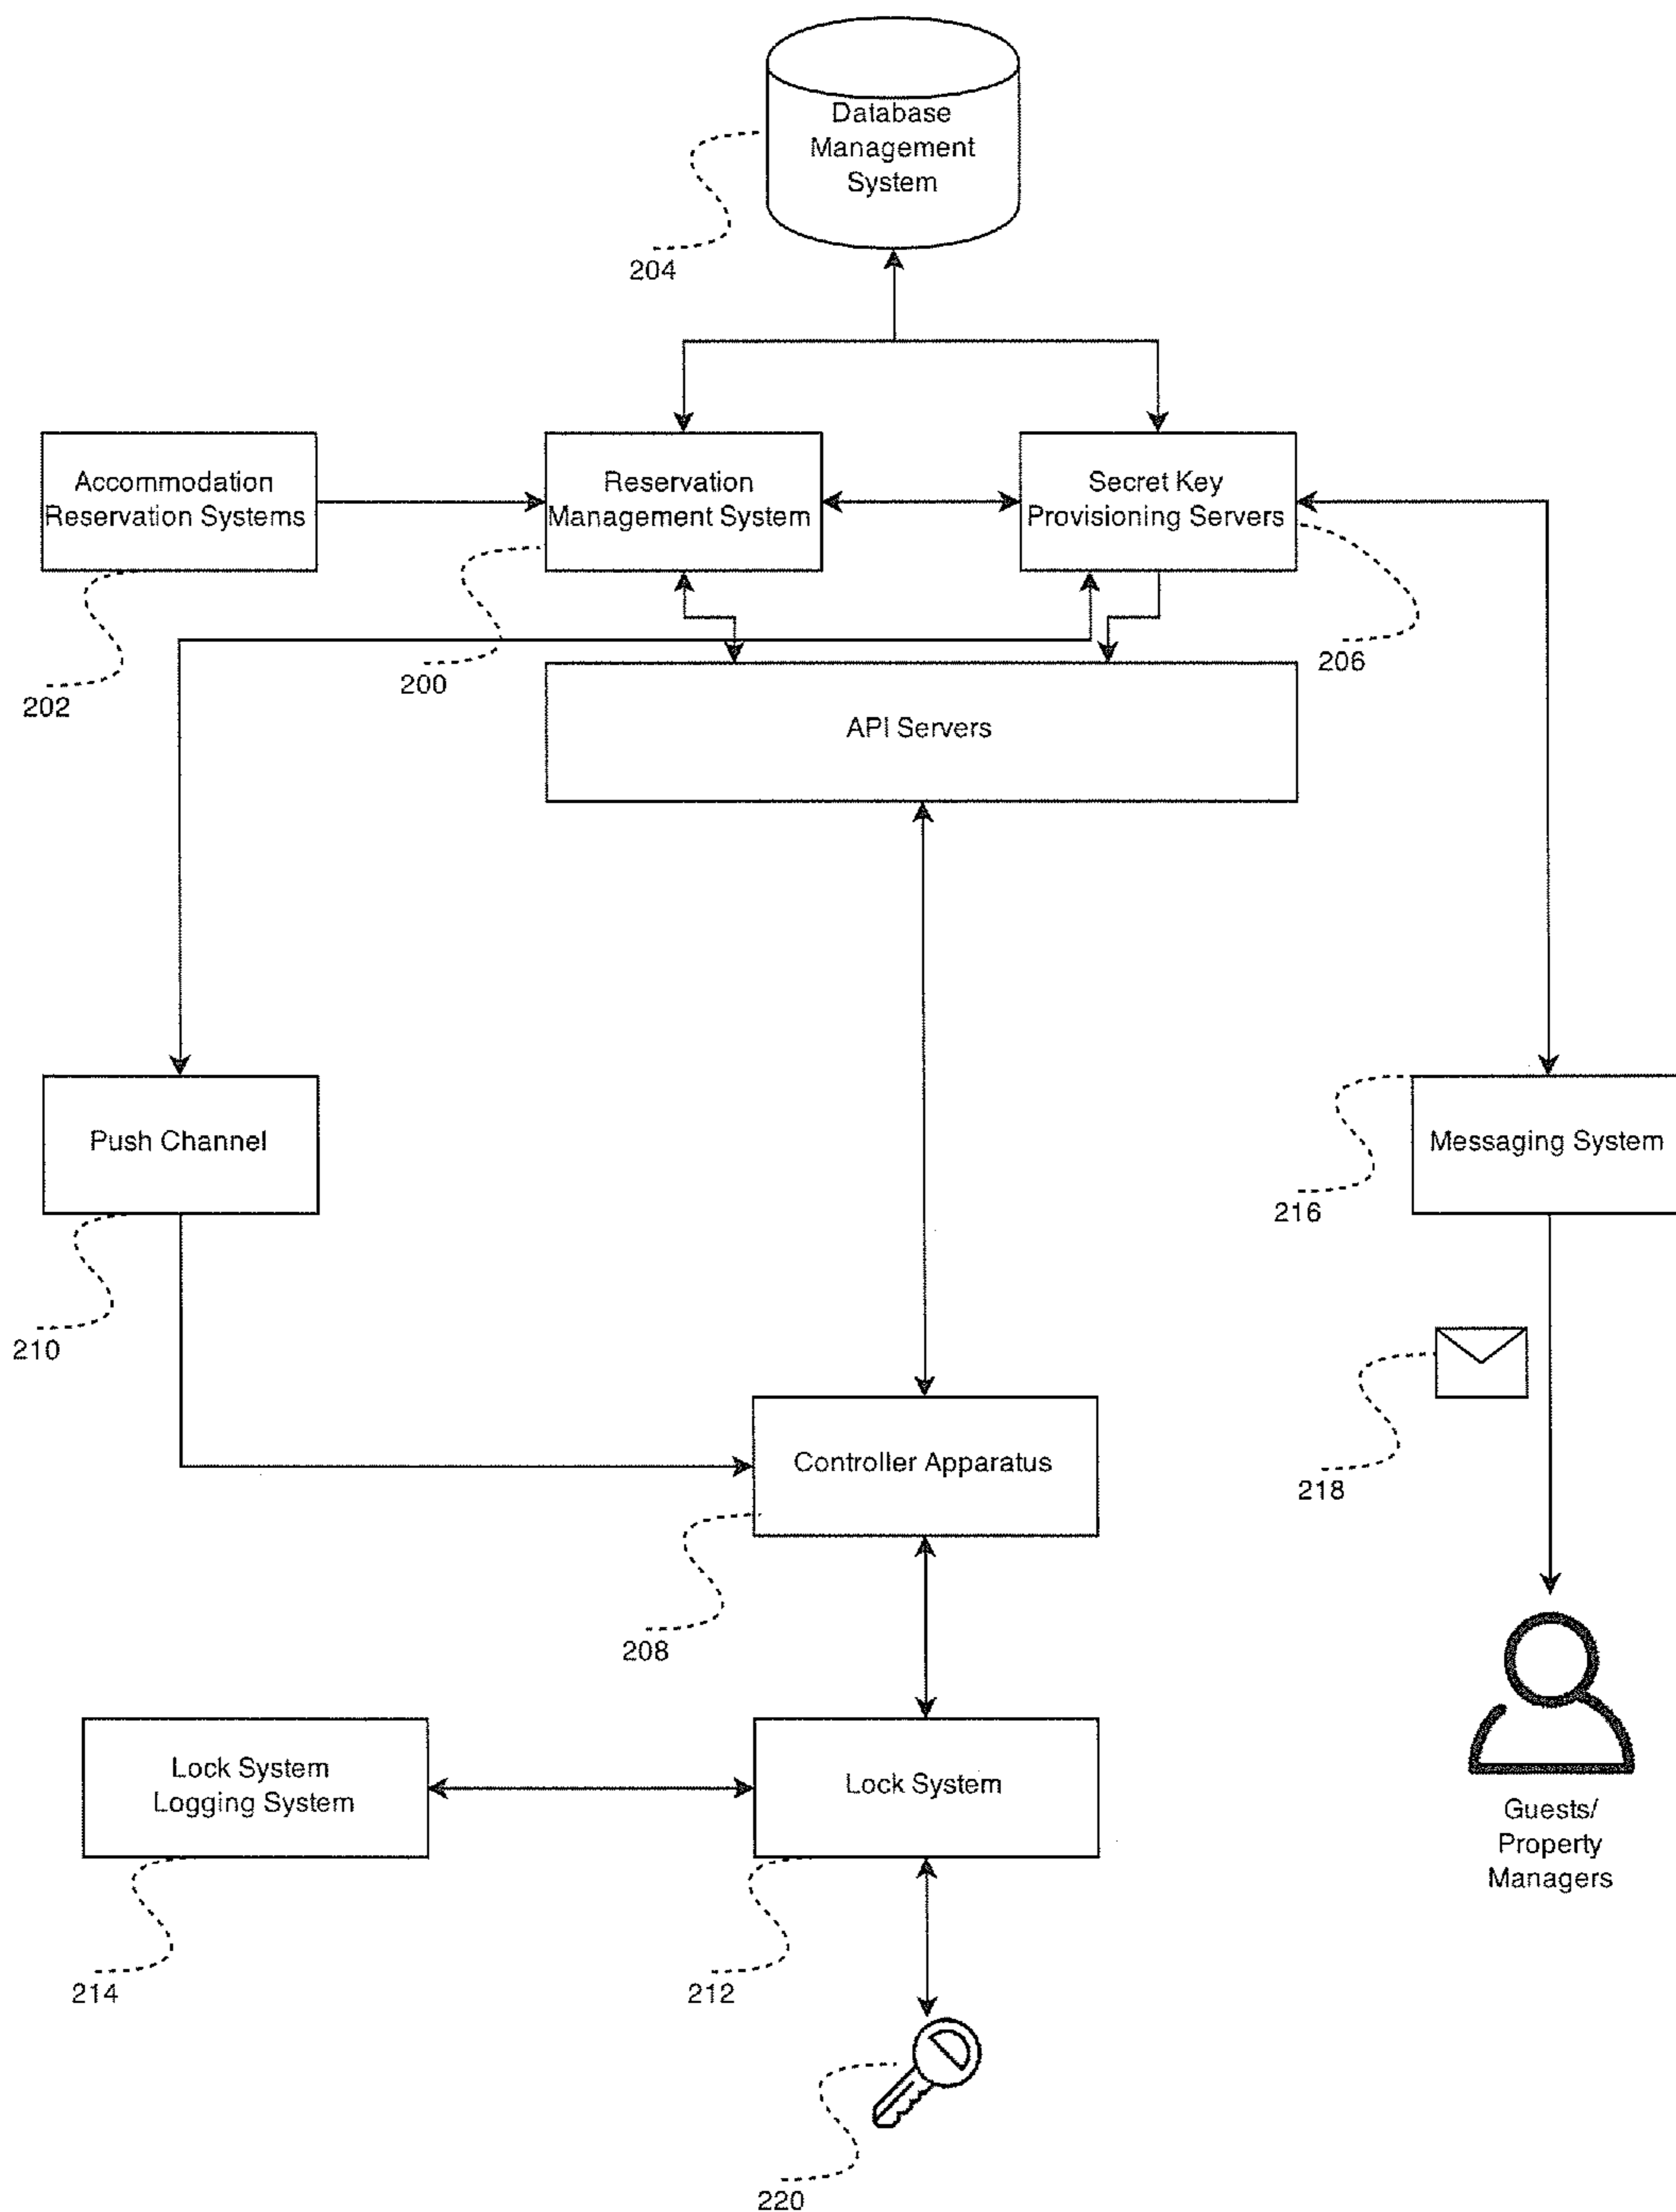 Database
Management
System
204
Accommodation
Reservation Systems
Reservation
Management System
Secret Key
Provisioning Servers
202
200
206
API Servers
Push Channel
Messaging System
210
216
218
Controller Apparatus
208
Lock System
Logging System
Lock System
Guests/
Property
Managers
214
212
220